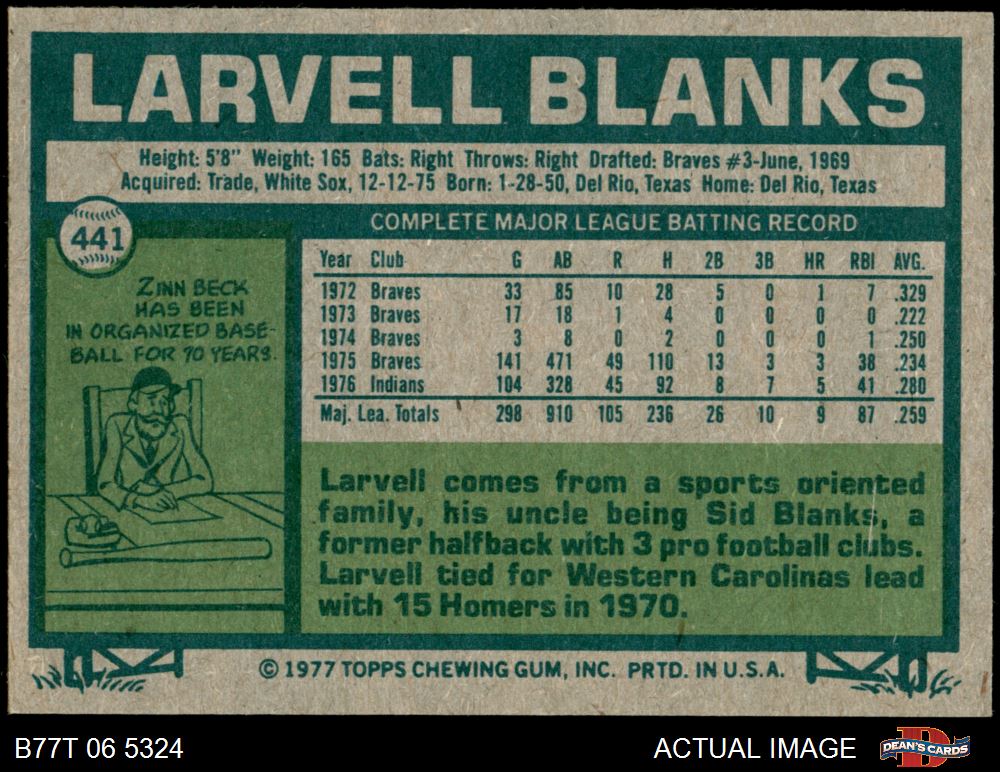 LARVELL BLANKS
Height: 5'8" Weight: 165 Bats: Right Throws: Right Drafted: Braves #3-June, 1969
Acquired: Trade, White Sox, 12-12-75 Born: 1-28-50, Del Rio, Texas Home: Del Rio, Texas
441
ZINN BECK
HAS BEEN
IN ORGANIZED BASE-
BALL FOR 70 YEARS.
COMPLETE MAJOR LEAGUE BATTING RECORD
Year Club G AB R H 2B 3B HR RBI AVG.
1972 Braves 33 85 10 28 5 0 1 7 .329
1973 Braves 17 18 1 4 0 0 0 0 .222
1974 Braves 3 8 0 2 0 0 0 1 .250
1975 Braves 141 471 49 110 13 3 3 38 .234
1976 Indians 104 328 45 92 8 7 5 41 .280
Maj. Lea. Totals 298 910 105 236 26 10 9 87 .259
Larvell comes from a sports oriented
family, his uncle being Sid Blanks, a
former halfback with 3 pro football clubs.
Larvell tied for Western Carolinas lead
with 15 Homers in 1970.
© 1977 TOPPS CHEWING GUM, INC. PRTD. IN U.S.A.
B77T 06 5324
ACTUAL IMAGE
D
DEAN'S CARDS